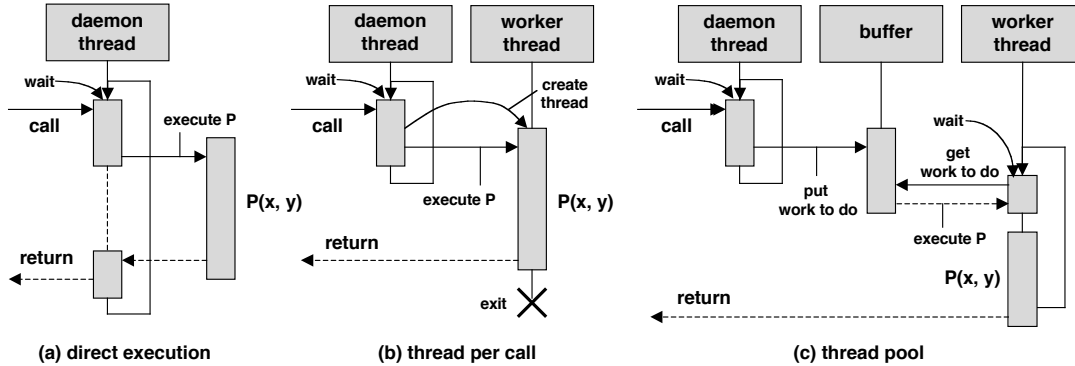 daemon
thread
wait
call
execute P
P(x, y)
return
(a) direct execution
daemon
thread
worker
thread
wait
create
thread
call
execute P
P(x, y)
return
exit
(b) thread per call
daemon
thread
buffer
worker
thread
wait
call
wait
get
work to do
put
work to do
execute P
P(x, y)
return
(c) thread pool